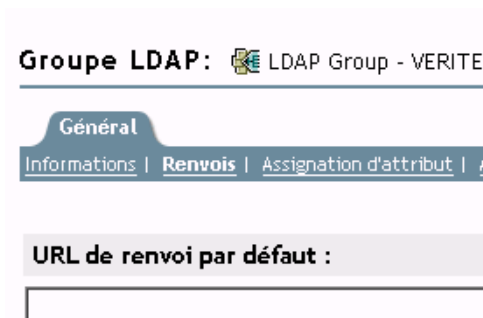 Groupe LDAP: LDAP Group - VERITE
Général
Informations | Renvois | Assignation d'attribut |
URL de renvoi par défaut :